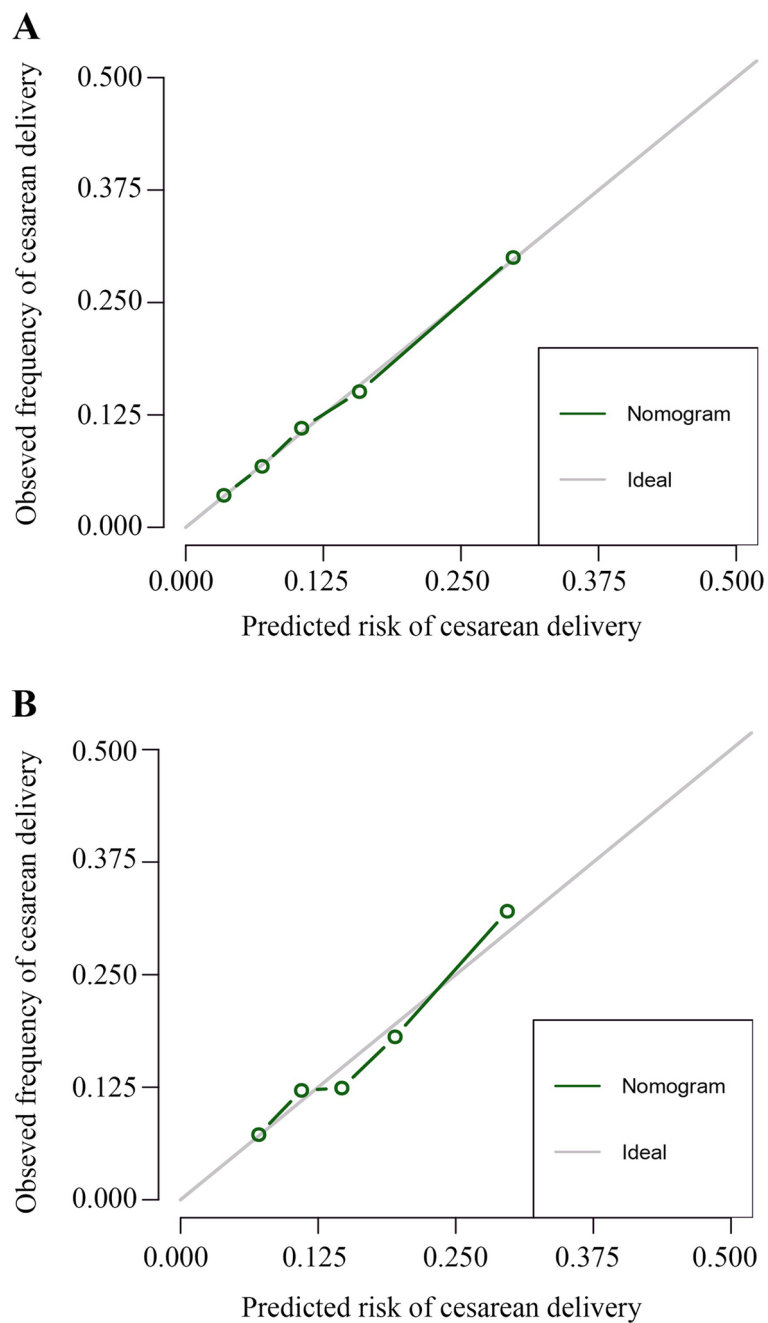 A
Obseved frequency of cesarean delivery
0.500
0.375
0.250
0.125
0.000
Nomogram
Ideal
0.000 0.125 0.250 0.375 0.500
Predicted risk of cesarean delivery
B
Obseved frequency of cesarean delivery
0.500
0.375
0.250
0.125
0.000
Nomogram
Ideal
0.000 0.125 0.250 0.375 0.500
Predicted risk of cesarean delivery